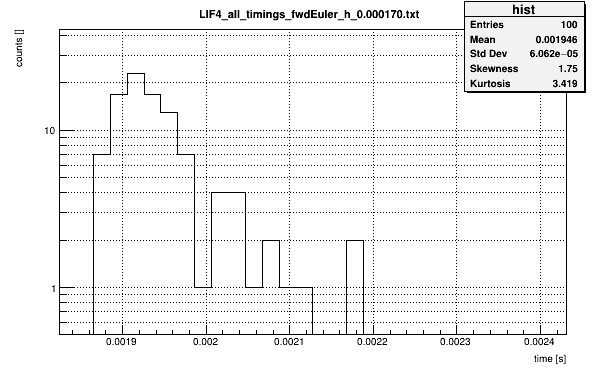 LIF4_all_timings_fwdEuler_h_0.000170.txt
hist
Entries 100
Mean 0.001946
Std Dev 6.062e−05
Skewness 1.75
Kurtosis 3.419
counts []
10
1
0.0019 0.002 0.0021 0.0022 0.0023 0.0024
time [s]